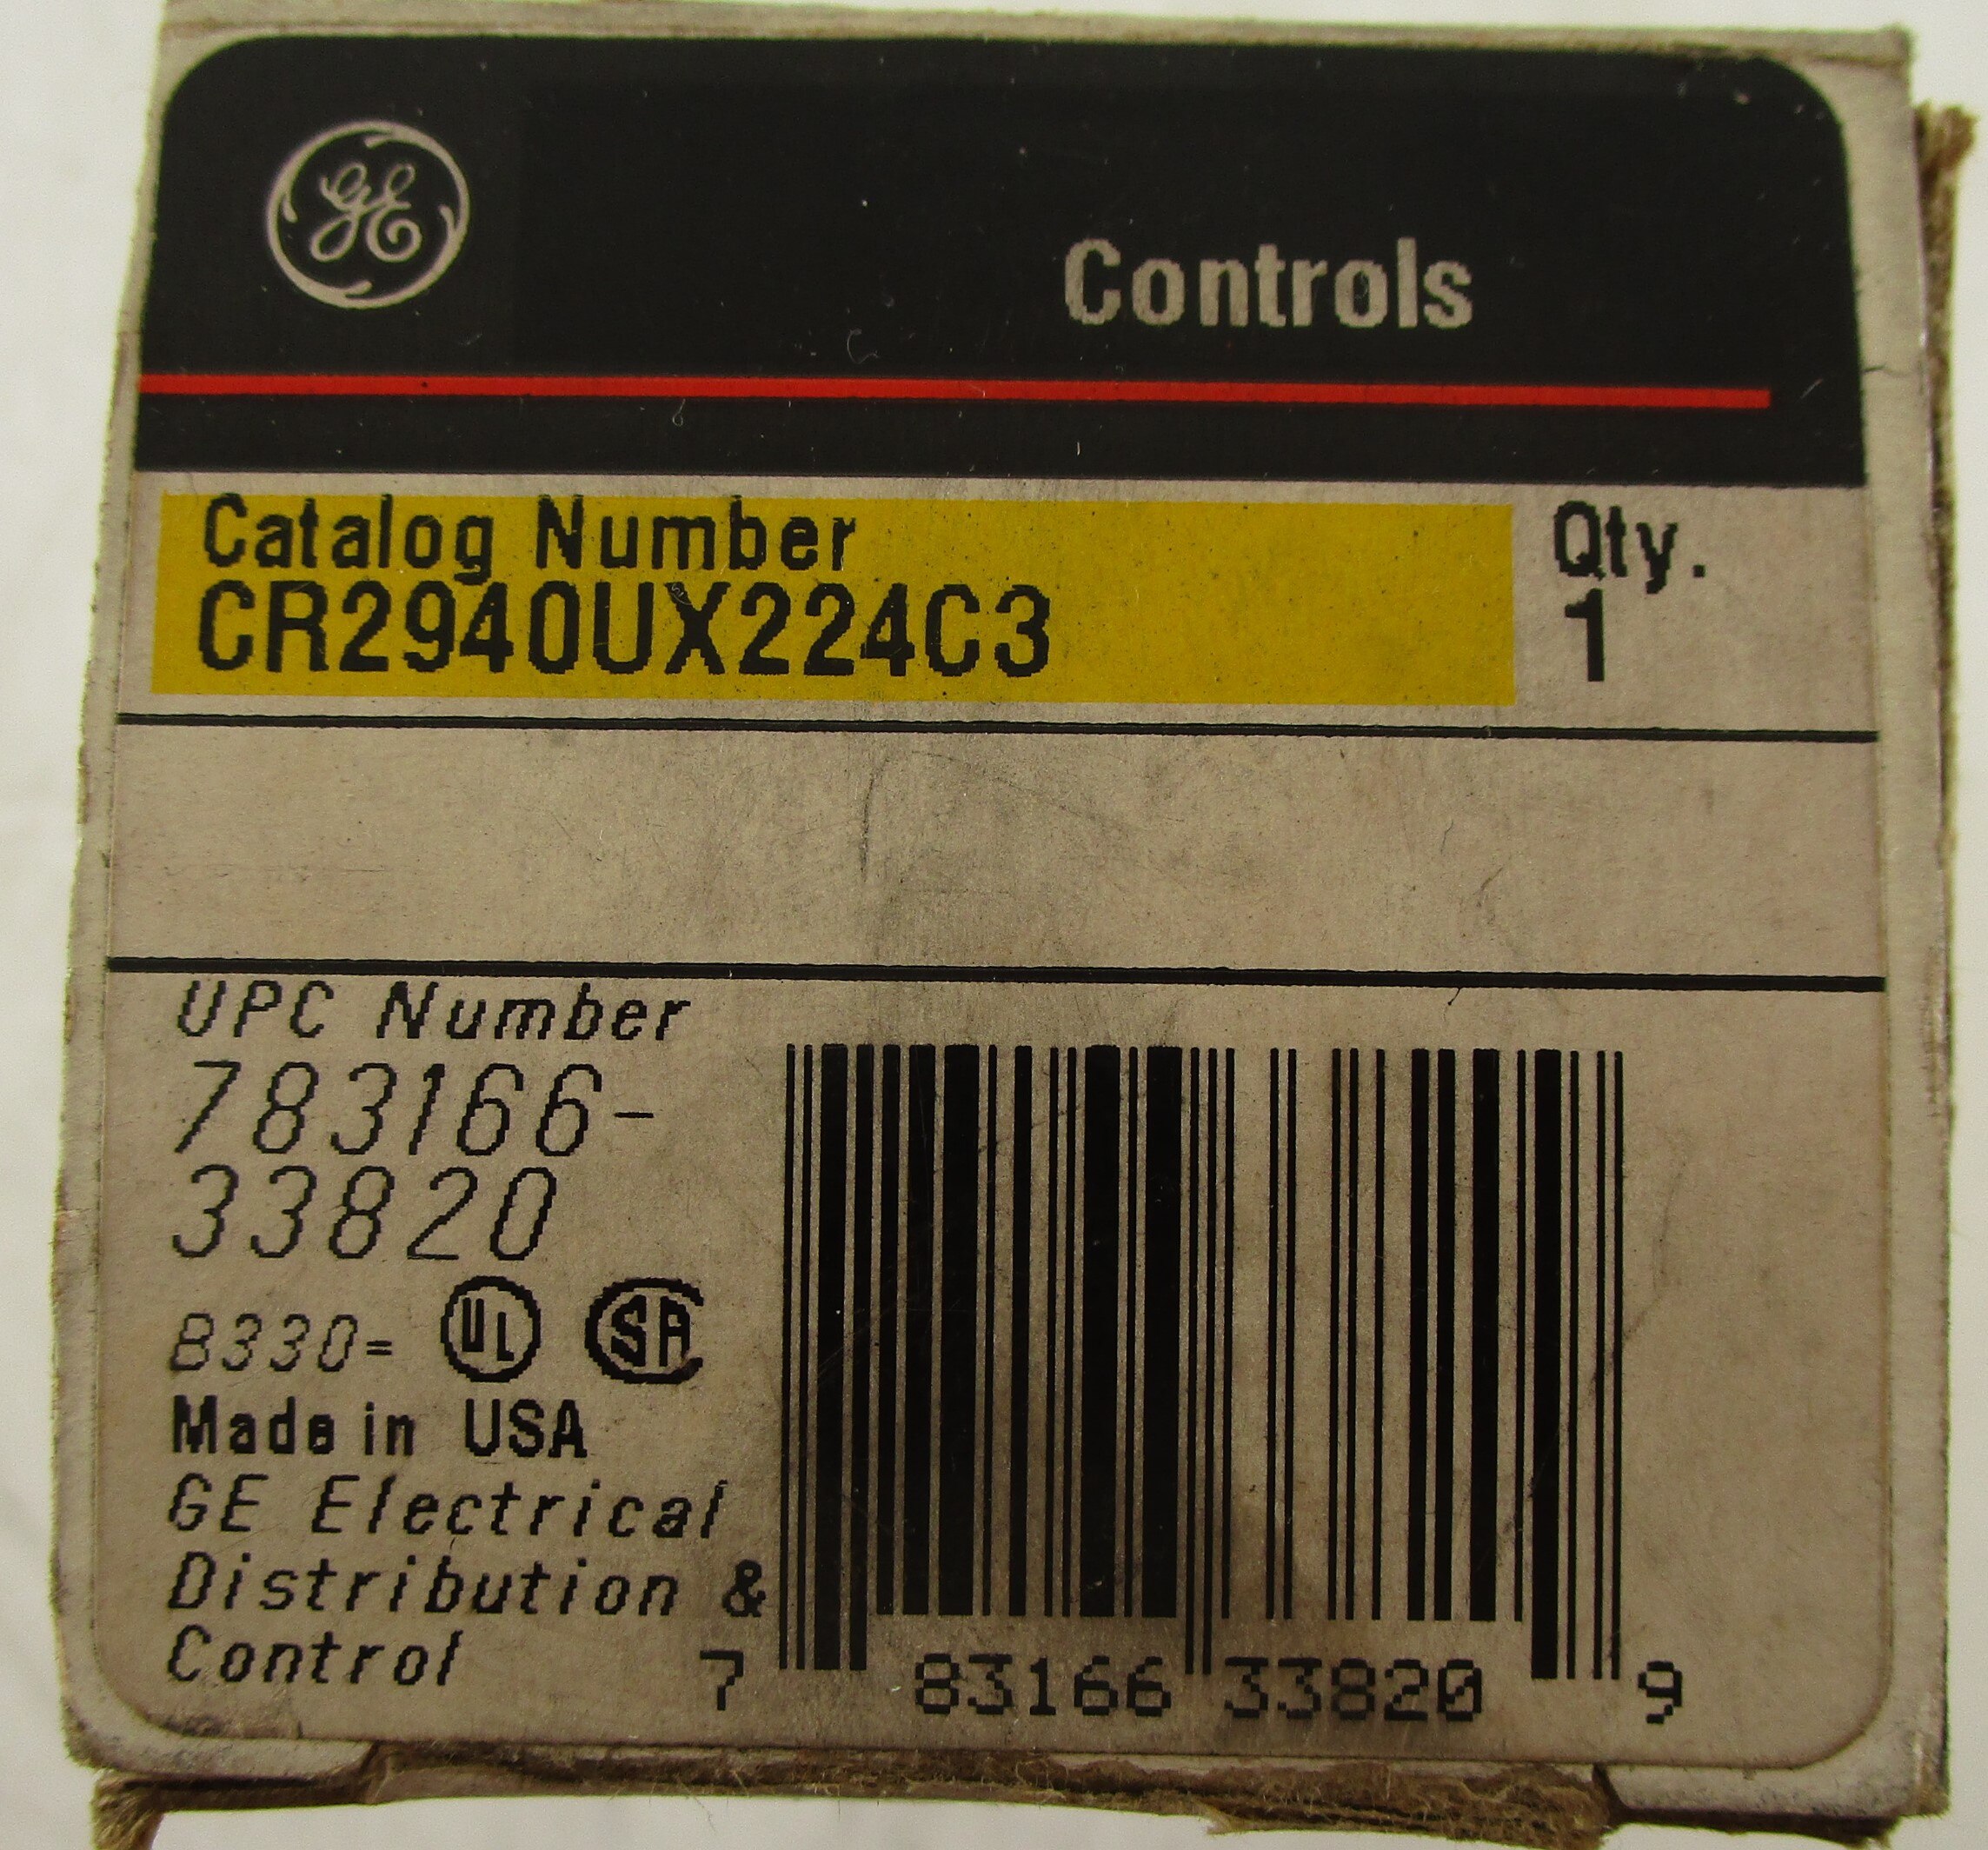 GE
Controls
Catalog Number
CR2940UX224C3
Qty.
1
UPC Number
783166-
33820
B330= UL SA
Made in USA
GE Electrical
Distribution &
Control
7 83166 33820 9